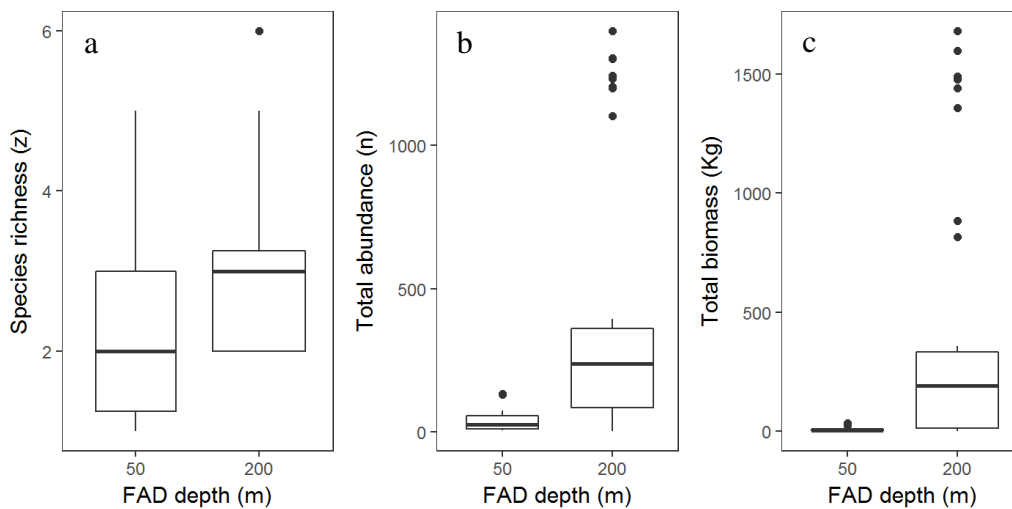 a
Species richness (z)
6
4
2
50 200
FAD depth (m)
b
Total abundance (n)
1000
500
0
50 200
FAD depth (m)
c
Total biomass (Kg)
1500
1000
500
0
50 200
FAD depth (m)